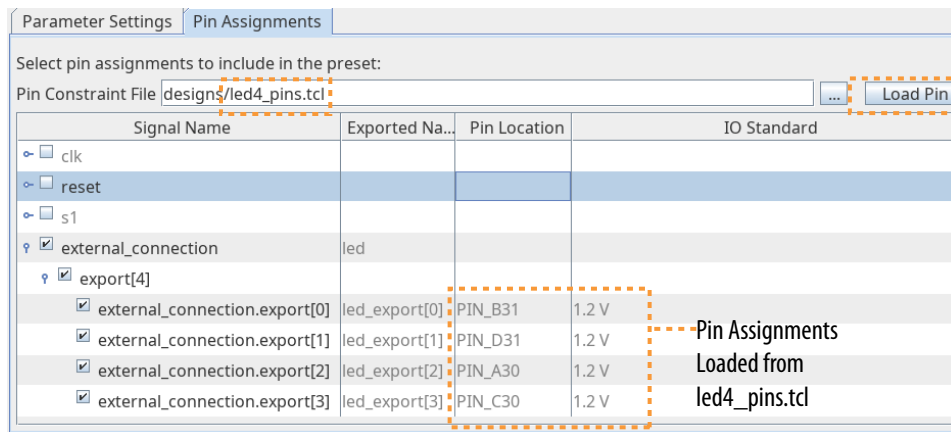 Parameter Settings Pin Assignments
Select pin assignments to include in the preset:
Pin Constraint File designs/led4_pins.tcl ... Load Pin
Signal Name Exported Na... Pin Location IO Standard
clk
reset
s1
external_connection led
export[4]
external_connection.export[0] led_export[0] PIN_B31 1.2 V
external_connection.export[1] led_export[1] PIN_D31 1.2 V
external_connection.export[2] led_export[2] PIN_A30 1.2 V
external_connection.export[3] led_export[3] PIN_C30 1.2 V
Pin Assignments
Loaded from
led4_pins.tcl